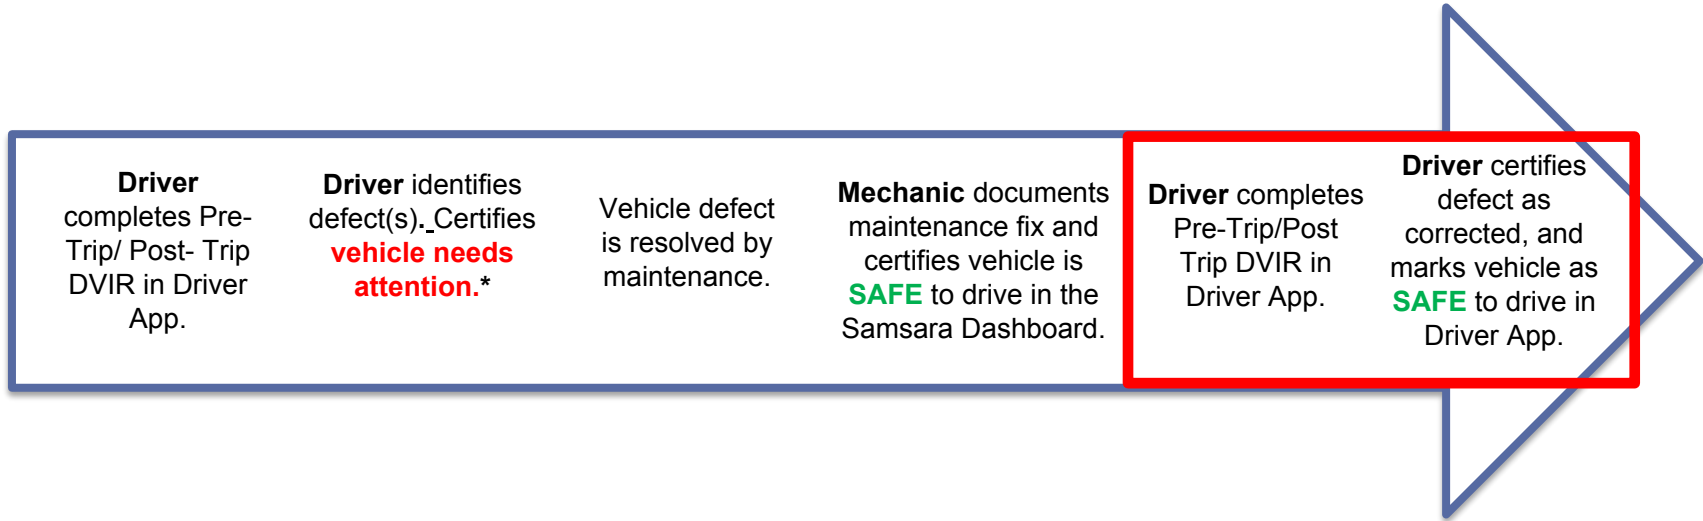 Driver
completes Pre-
Trip/ Post- Trip
DVIR in Driver
App.
Driver identifies
defect(s). Certifies
vehicle needs
attention.*
Vehicle defect
is resolved by
maintenance.
Mechanic documents
maintenance fix and
certifies vehicle is
SAFE to drive in the
Samsara Dashboard.
Driver completes
Pre-Trip/Post
Trip DVIR in
Driver App.
Driver certifies
defect as
corrected, and
marks vehicle as
SAFE to drive in
Driver App.